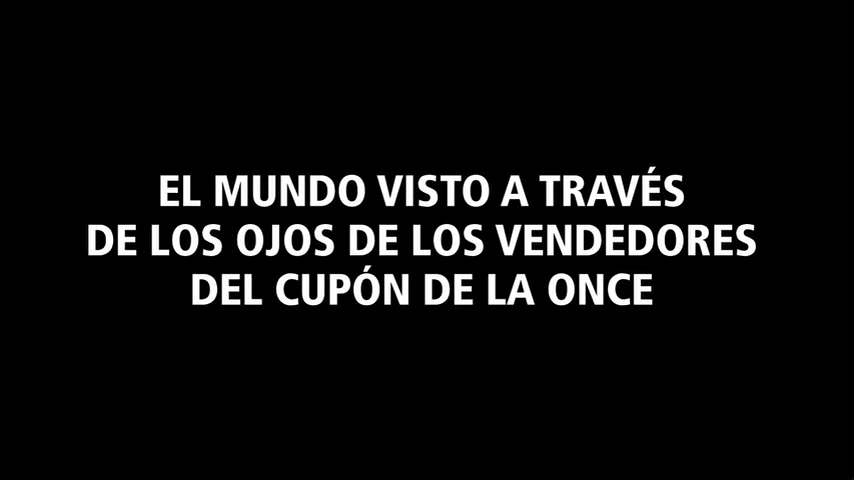 EL MUNDO VISTO A TRAVÉS
DE LOS OJOS DE LOS VENDEDORES
DEL CUPÓN DE LA ONCE